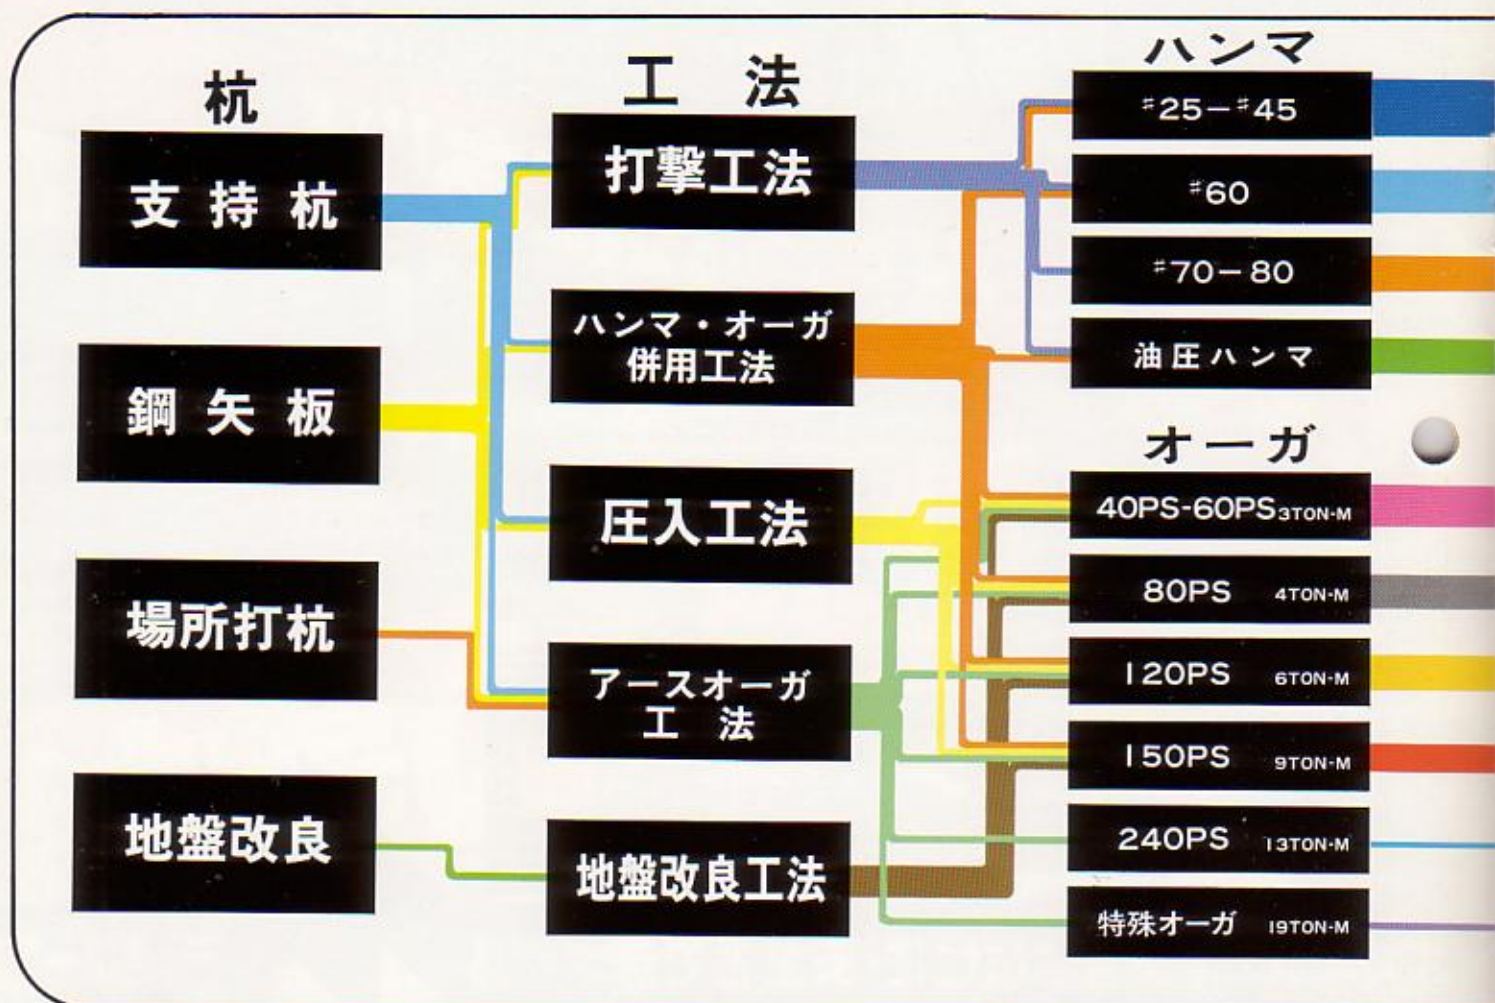 杭
支持杭
鋼矢板
場所打杭
地盤改良
工法
打撃工法
ハンマ・オーガ
併用工法
圧入工法
アースオーガ
工法
地盤改良工法
ハンマ
#25-#45
#60
#70-80
油圧ハンマ
オーガ
40PS-60PS 3TON-M
80PS 4TON-M
120PS 6TON-M
150PS 9TON-M
240PS 13TON-M
特殊オーガ 19TON-M